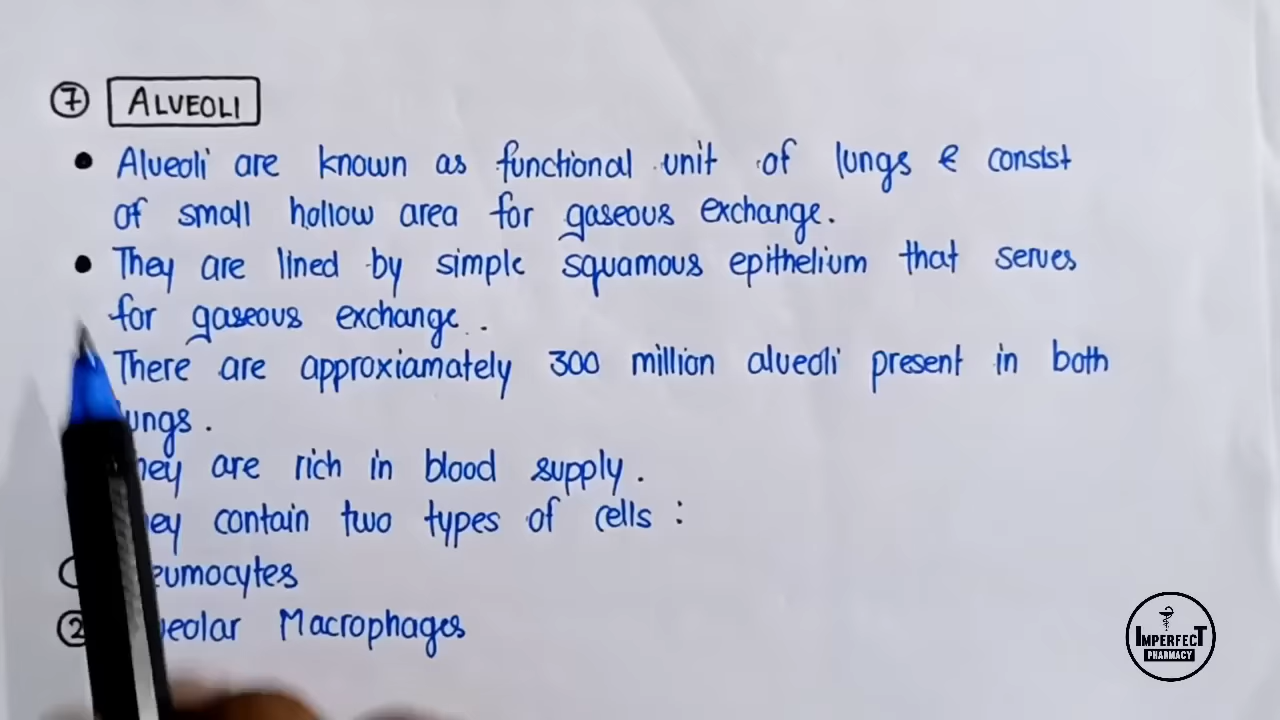 7 ALVEOLI
Alveoli are known as functional unit of lungs & consist
of small hollow area for gaseous exchange.
They are lined by simple squamous epithelium that serves
for gaseous exchange.
There are approxiamately 300 million alveoli present in both
ungs.
hey are rich in blood supply.
hey contain two types of cells :
eumocytes
2 veolar Macrophages
IMPERFECT
PHARMACY